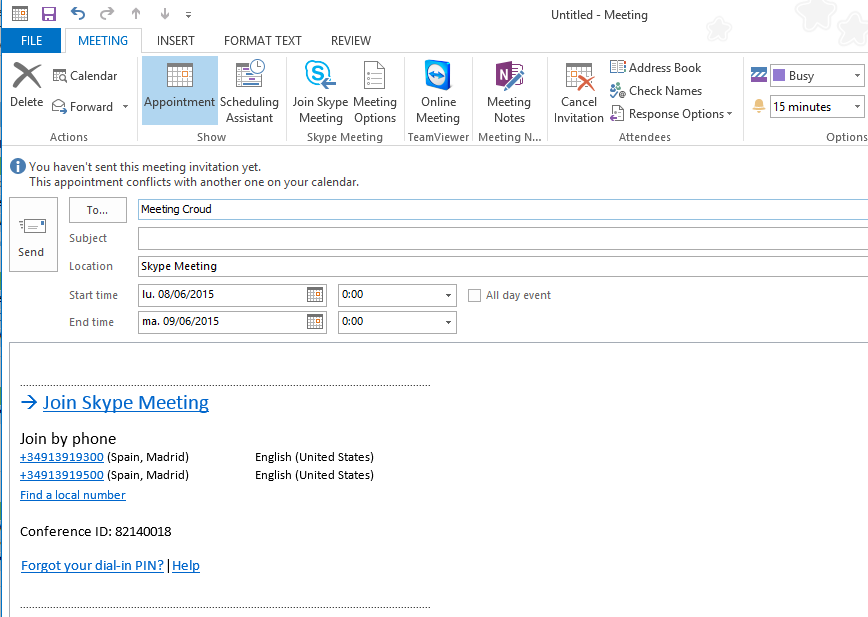 Untitled - Meeting
FILE MEETING INSERT FORMAT TEXT REVIEW
Delete
Calendar
Forward
Actions
Appointment
Scheduling Assistant
Show
Join Skype Meeting
Meeting Options
Skype Meeting
Online Meeting
TeamViewer
Meeting Notes
Meeting N...
Cancel Invitation
Address Book
Check Names
Response Options
Attendees
Busy
15 minutes
Options
You haven't sent this meeting invitation yet.
This appointment conflicts with another one on your calendar.
Send
To... Meeting Croud
Subject
Location Skype Meeting
Start time lu. 08/06/2015 0:00 All day event
End time ma. 09/06/2015 0:00
→ Join Skype Meeting
Join by phone
+34913919300 (Spain, Madrid) English (United States)
+34913919500 (Spain, Madrid) English (United States)
Find a local number
Conference ID: 82140018
Forgot your dial-in PIN? | Help